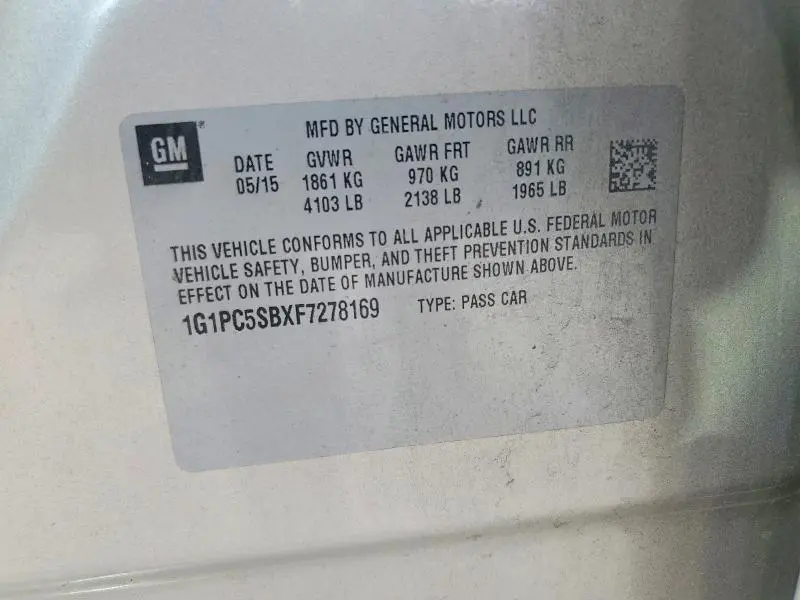 GM
MFD BY GENERAL MOTORS LLC
DATE GVWR GAWR FRT GAWR RR
05/15 1861 KG 970 KG 891 KG
4103 LB 2138 LB 1965 LB
THIS VEHICLE CONFORMS TO ALL APPLICABLE U.S. FEDERAL MOTOR
VEHICLE SAFETY, BUMPER, AND THEFT PREVENTION STANDARDS IN
EFFECT ON THE DATE OF MANUFACTURE SHOWN ABOVE.
1G1PC5SBXF7278169 TYPE: PASS CAR